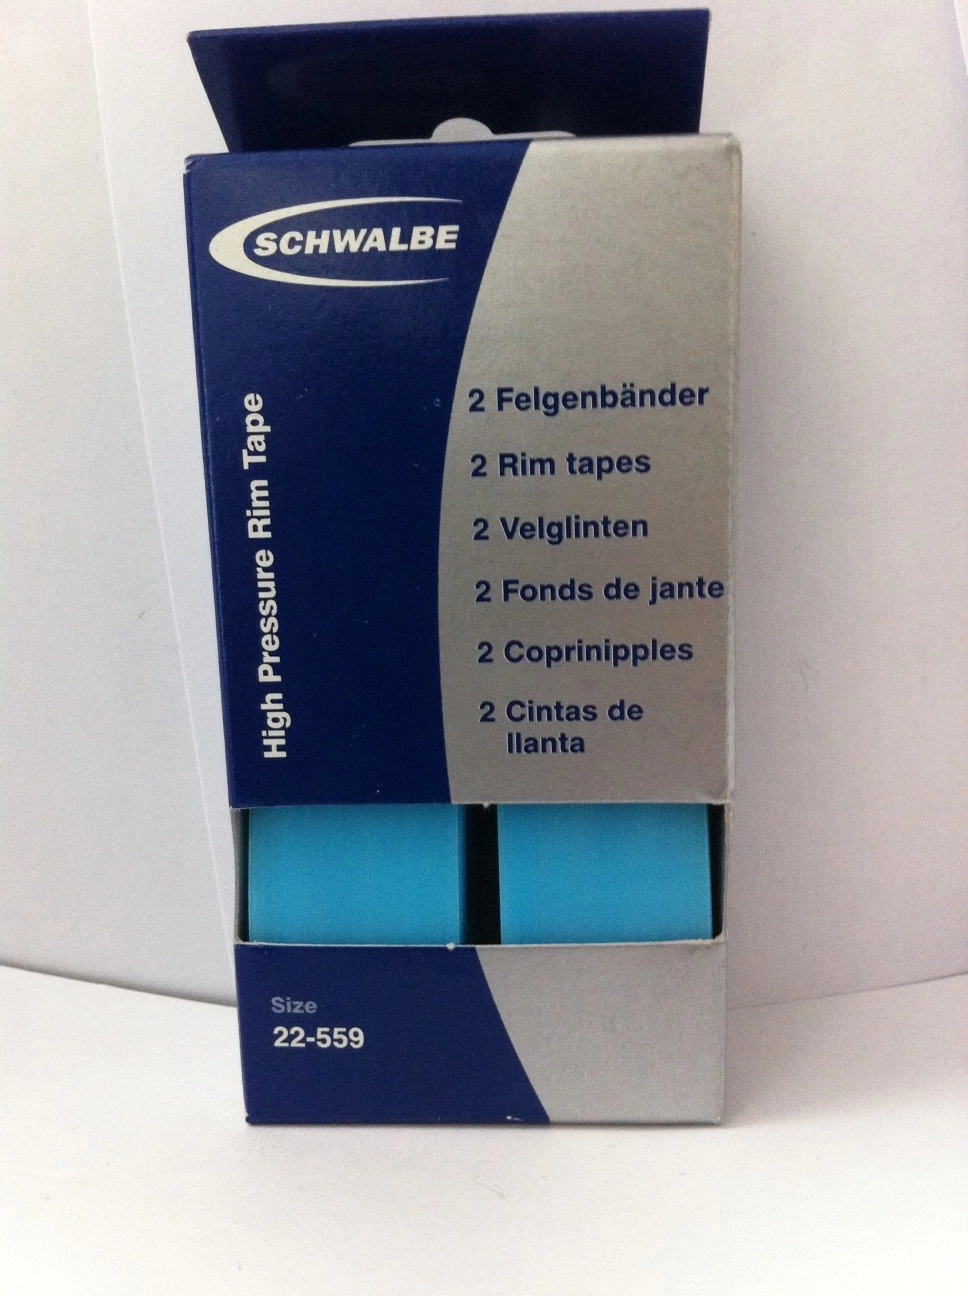 SCHWALBE
High Pressure Rim Tape
2 Felgenbänder
2 Rim tapes
2 Velglinten
2 Fonds de jante
2 Coprinipples
2 Cintas de
llanta
Size
22-559